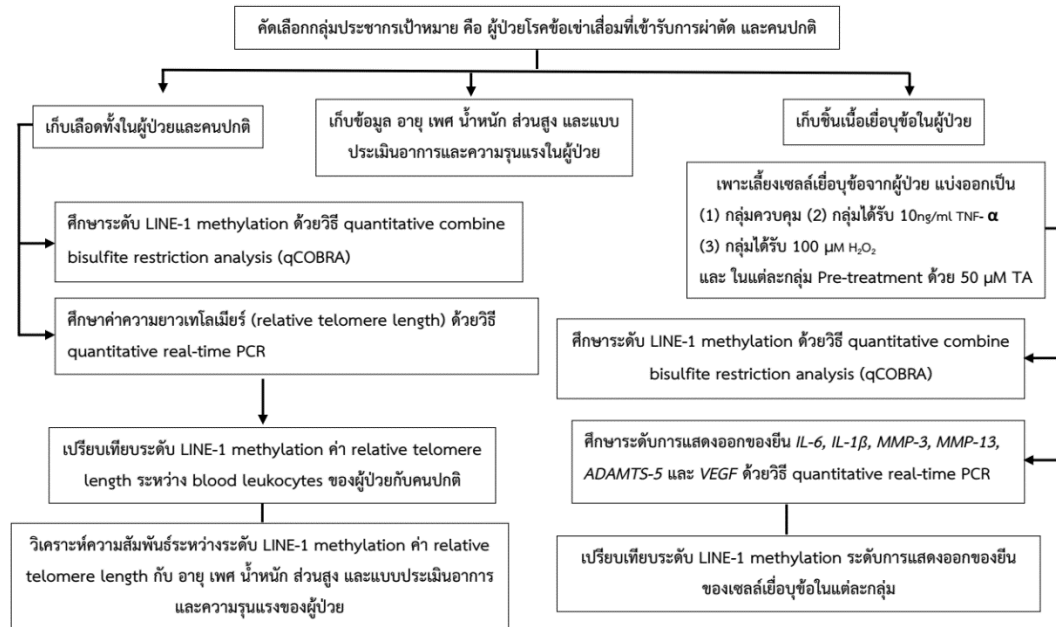 คัดเลือกกลุ่มประชากรเป้าหมาย คือ ผู้ป่วยโรคข้อเข่าเสื่อมที่เข้ารับการผ่าตัด และคนปกติ
เก็บเลือดทั้งในผู้ป่วยและคนปกติ
เก็บข้อมูล อายุ เพศ น้ำหนัก ส่วนสูง และแบบ
ประเมินอาการและความรุนแรงในผู้ป่วย
เก็บชิ้นเนื้อเยื่อบุข้อในผู้ป่วย
ศึกษาระดับ LINE-1 methylation ด้วยวิธี quantitative combine
bisulfite restriction analysis (qCOBRA)
ศึกษาค่าความยาวเทโลเมียร์ (relative telomere length) ด้วยวิธี
quantitative real-time PCR
เปรียบเทียบระดับ LINE-1 methylation ค่า relative telomere
length ระหว่าง blood leukocytes ของผู้ป่วยกับคนปกติ
วิเคราะห์ความสัมพันธ์ระหว่างระดับ LINE-1 methylation ค่า relative
telomere length กับ อายุ เพศ น้ำหนัก ส่วนสูง และแบบประเมินอาการ
และความรุนแรงของผู้ป่วย
เพาะเลี้ยงเซลล์เยื่อบุข้อจากผู้ป่วย แบ่งออกเป็น
(1) กลุ่มควบคุม (2) กลุ่มได้รับ 10ng/ml TNF- α
(3) กลุ่มได้รับ 100 µM H₂O₂
และ ในแต่ละกลุ่ม Pre-treatment ด้วย 50 µM TA
ศึกษาระดับ LINE-1 methylation ด้วยวิธี quantitative combine
bisulfite restriction analysis (qCOBRA)
ศึกษาระดับการแสดงออกของยีน IL-6, IL-1β, MMP-3, MMP-13,
ADAMTS-5 และ VEGF ด้วยวิธี quantitative real-time PCR
เปรียบเทียบระดับ LINE-1 methylation ระดับการแสดงออกของยีน
ของเซลล์เยื่อบุข้อในแต่ละกลุ่ม